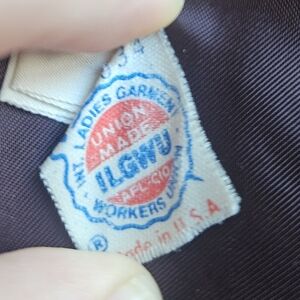 INT. LADIES GARMENT
UNION
MADE
ILGWU
AFL-CIO
WORKERS UNION
®
Made in U.S.A